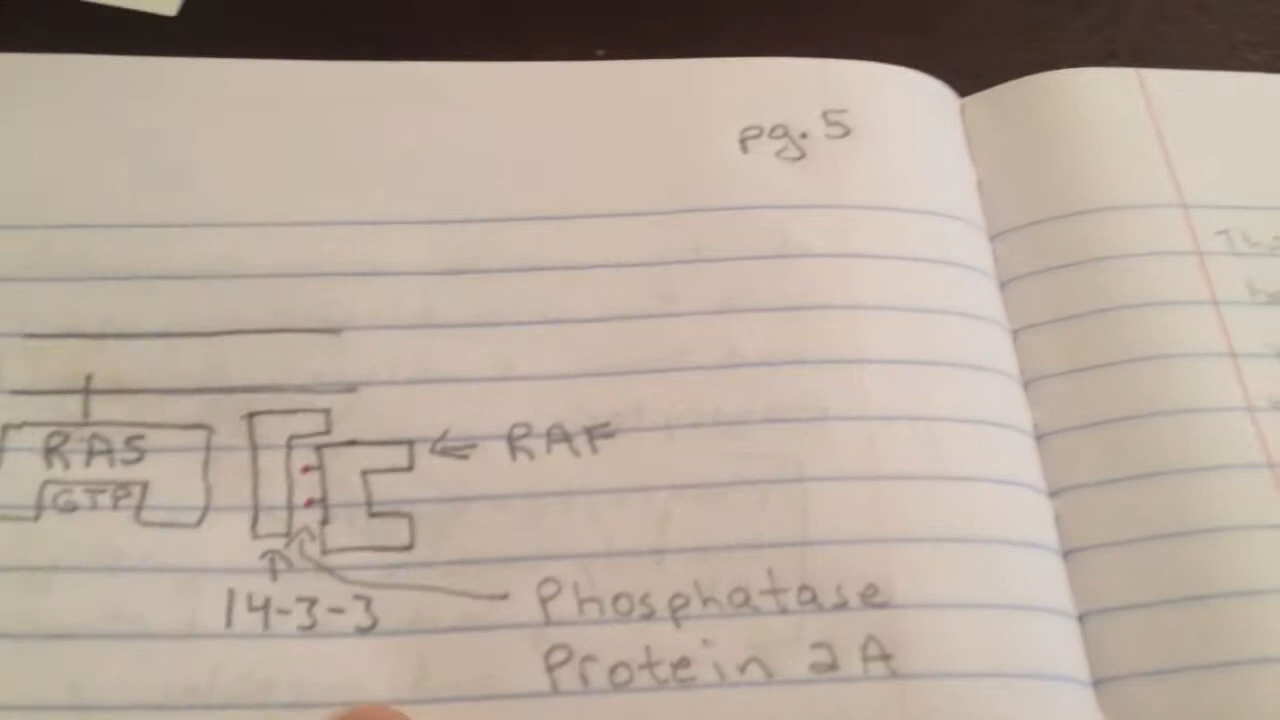 pg. 5
RAS
GTP
← RAF
14-3-3
Phosphatase
Protein 2A